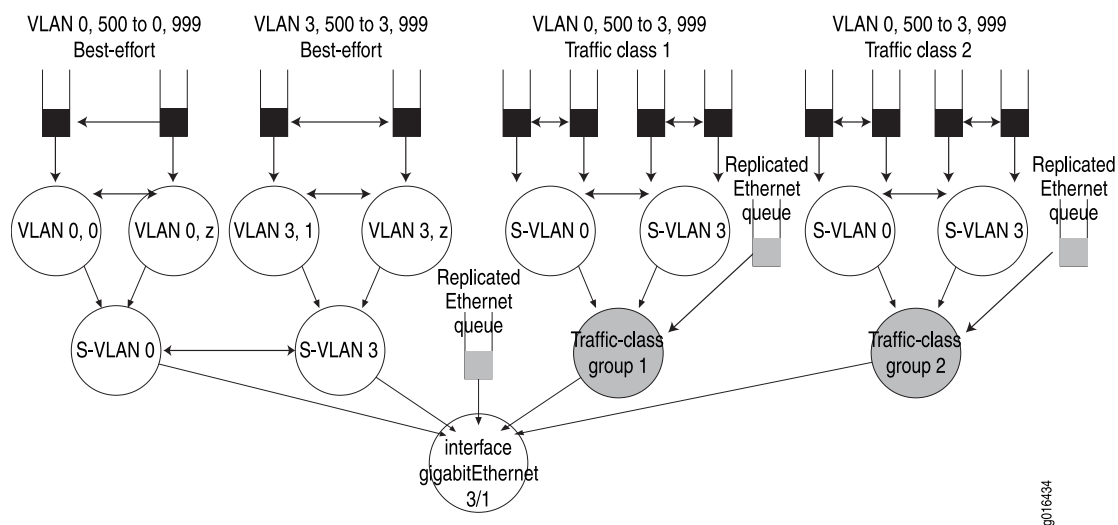 VLAN 0, 500 to 0, 999
Best-effort
VLAN 3, 500 to 3, 999
Best-effort
VLAN 0, 500 to 3, 999
Traffic class 1
VLAN 0, 500 to 3, 999
Traffic class 2
VLAN 0, 0
VLAN 0, z
VLAN 3, 1
VLAN 3, z
S-VLAN 0
S-VLAN 3
Replicated
Ethernet
queue
S-VLAN 0
S-VLAN 3
Replicated
Ethernet
queue
S-VLAN 0
S-VLAN 3
Replicated
Ethernet
queue
Traffic-class
group 1
Traffic-class
group 2
interface
gigabitEthernet
3/1
g016434